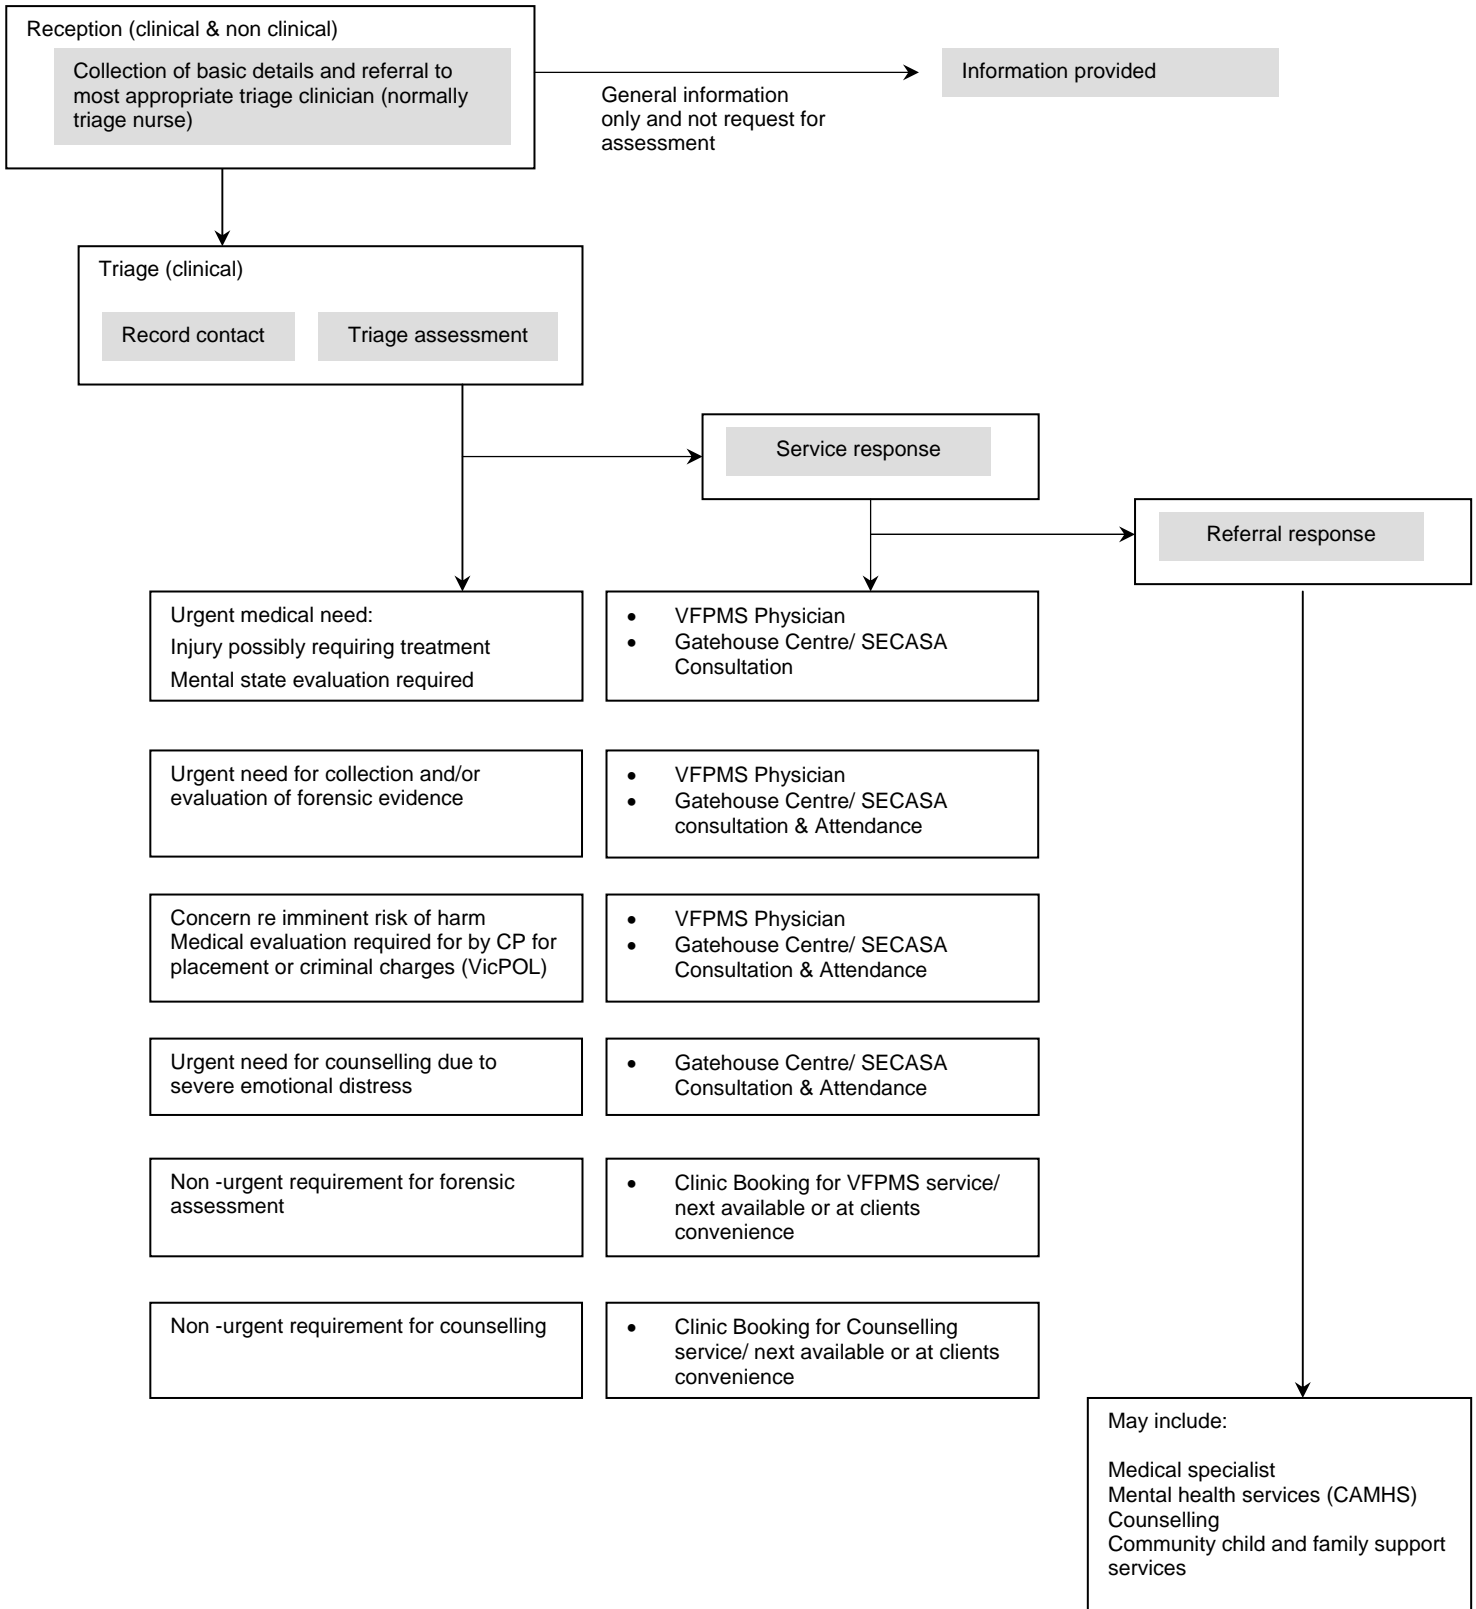 Reception (clinical & non clinical)
Collection of basic details and referral to
most appropriate triage clinician (normally
triage nurse)
General information
only and not request for
assessment
Information provided
Triage (clinical)
Record contact
Triage assessment
Service response
Referral response
Urgent medical need:
Injury possibly requiring treatment
Mental state evaluation required
• VFPMS Physician
• Gatehouse Centre/ SECASA
Consultation
Urgent need for collection and/or
evaluation of forensic evidence
• VFPMS Physician
• Gatehouse Centre/ SECASA
consultation & Attendance
Concern re imminent risk of harm
Medical evaluation required for by CP for
placement or criminal charges (VicPOL)
• VFPMS Physician
• Gatehouse Centre/ SECASA
Consultation & Attendance
Urgent need for counselling due to
severe emotional distress
• Gatehouse Centre/ SECASA
Consultation & Attendance
Non -urgent requirement for forensic
assessment
• Clinic Booking for VFPMS service/
next available or at clients
convenience
Non -urgent requirement for counselling
• Clinic Booking for Counselling
service/ next available or at clients
convenience
May include:
Medical specialist
Mental health services (CAMHS)
Counselling
Community child and family support
services